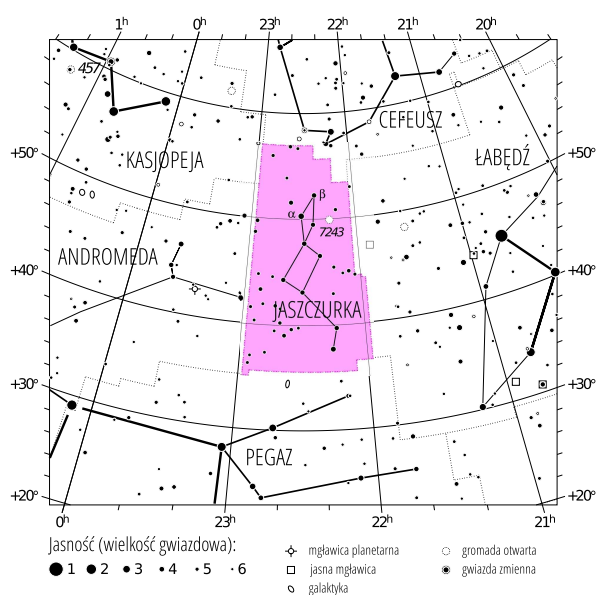 1ʰ 0ʰ 23ʰ 22ʰ 21ʰ 20ʰ
457
CEFEUSZ
+50° KASJOPEJA ŁABĘDŹ +50°
β
α
7243
ANDROMEDA
+40° +40°
JASZCZURKA
+30° +30°
PEGAZ
+20° +20°
0ʰ 23ʰ 22ʰ 21ʰ
Jasność (wielkość gwiazdowa):
1 2 3 4 5 6
mgławica planetarna
jasna mgławica
galaktyka
gromada otwarta
gwiazda zmienna